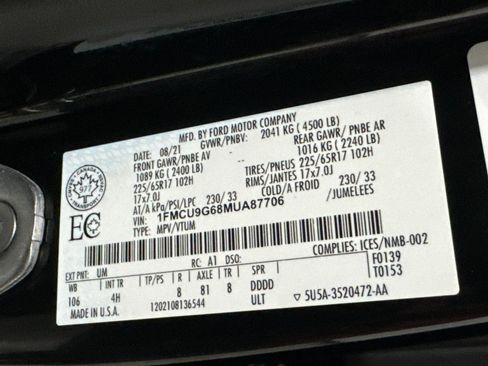 MFD. BY FORD MOTOR COMPANY
08/21 GVWR/PNBV: 2041 KG ( 4500 LB)
FRONT GAWR/ PNBE AV REAR GAWR/ PNBE AR
1089 KG ( 2400 LB) 1016 KG ( 2240 LB)
225/65R17 102H TIRES/PNEUS 225/65R17 102H
17x7.0J RIMS/JANTES 17x7.0J
AT/A kPa/PSI/LPC 230/ 33 COLD/A FROID 230/ 33
VIN: 1FMCU9G68MUA87706 /JUMELEES
TYPE: MPV/VTUM
CANADA
EC
COMPLIES: ICES/NMB-002
EXT PNT: UM RC: A1 DSO: F0139
WB INT TR TP/PS R AXLE TR SPR T0153
106 4H 8 81 8 DDDD
MADE IN U.S.A. 1202108136544 ULT ▽ 5U5A-3520472-AA